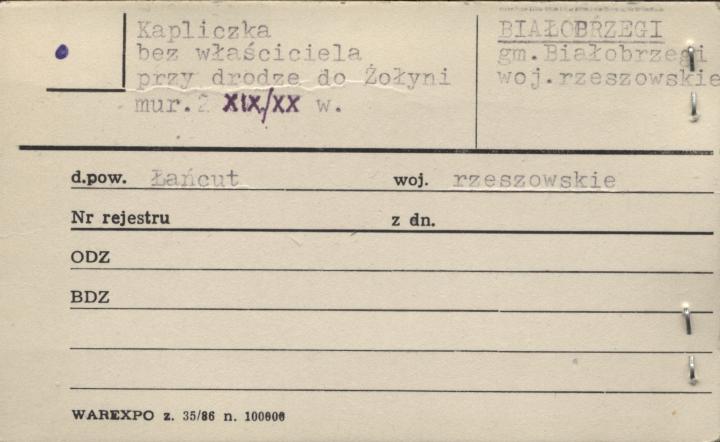 Kapliczka
bez właściciela
przy drodze do Żołyni
mur. XIX/XX w.
BIAŁOBRZEGI
gm.Białobrzegi
woj.rzeszowskie
d.pow. Łańcut woj. rzeszowskie
Nr rejestru z dn.
ODZ
BDZ
WAREXPO z. 35/86 n. 100000